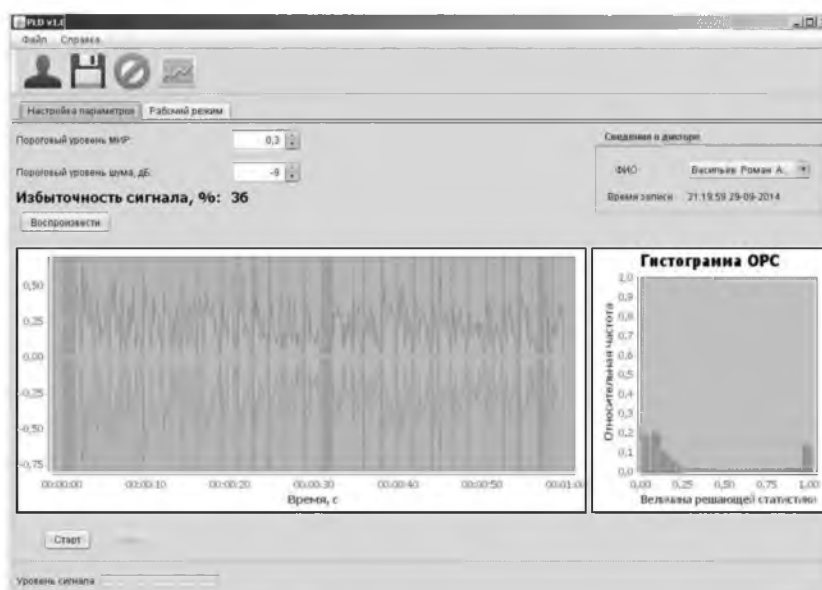 PLD v1.
Файл Справка
Настройка параметров Рабочий режим
Пороговый уровень МИР: 0,3
Пороговый уровень шума, дБ: -9
Избыточность сигнала, %: 36
Воспроизвести
Сведения о дикторе
ФИО: Васильев Роман А.
Время записи 21:19:59 29-09-2014
0,50
0,25
0,00
-0,25
-0,50
-0,75
00:00:00 00:00:10 00:00:20 00:00:30 00:00:40 00:00:50 00:01:0
Время, с
Гистограмма ОРС
Относительная частота
1,0
0,9
0,8
0,7
0,6
0,5
0,4
0,3
0,2
0,1
0,0
0,00 0,25 0,50 0,75 1,00
Величина решающей статистики
Старт
Уровень сигнала